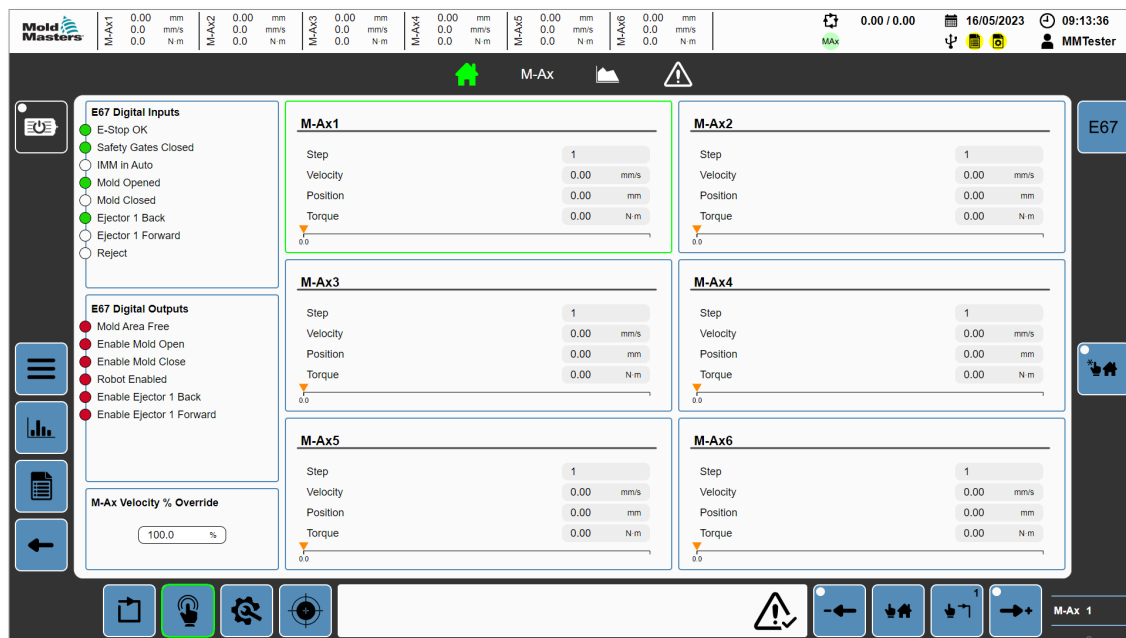 Mold
Masters
M-Ax1
0.00 mm
0.0 mm/s
0.0 N·m
M-Ax2
0.00 mm
0.0 mm/s
0.0 N·m
M-Ax3
0.00 mm
0.0 mm/s
0.0 N·m
M-Ax4
0.00 mm
0.0 mm/s
0.0 N·m
M-Ax5
0.00 mm
0.0 mm/s
0.0 N·m
M-Ax6
0.00 mm
0.0 mm/s
0.0 N·m
0.00 / 0.00
16/05/2023
09:13:36
MAx
MMTester
M-Ax
E67 Digital Inputs
E-Stop OK
Safety Gates Closed
IMM in Auto
Mold Opened
Mold Closed
Ejector 1 Back
Ejector 1 Forward
Reject
E67 Digital Outputs
Mold Area Free
Enable Mold Open
Enable Mold Close
Robot Enabled
Enable Ejector 1 Back
Enable Ejector 1 Forward
M-Ax Velocity % Override
100.0 %
M-Ax1
Step 1
Velocity 0.00 mm/s
Position 0.00 mm
Torque 0.00 N·m
0.0
M-Ax2
Step 1
Velocity 0.00 mm/s
Position 0.00 mm
Torque 0.00 N·m
0.0
M-Ax3
Step 1
Velocity 0.00 mm/s
Position 0.00 mm
Torque 0.00 N·m
0.0
M-Ax4
Step 1
Velocity 0.00 mm/s
Position 0.00 mm
Torque 0.00 N·m
0.0
M-Ax5
Step 1
Velocity 0.00 mm/s
Position 0.00 mm
Torque 0.00 N·m
0.0
M-Ax6
Step 1
Velocity 0.00 mm/s
Position 0.00 mm
Torque 0.00 N·m
0.0
E67
1
M-Ax 1